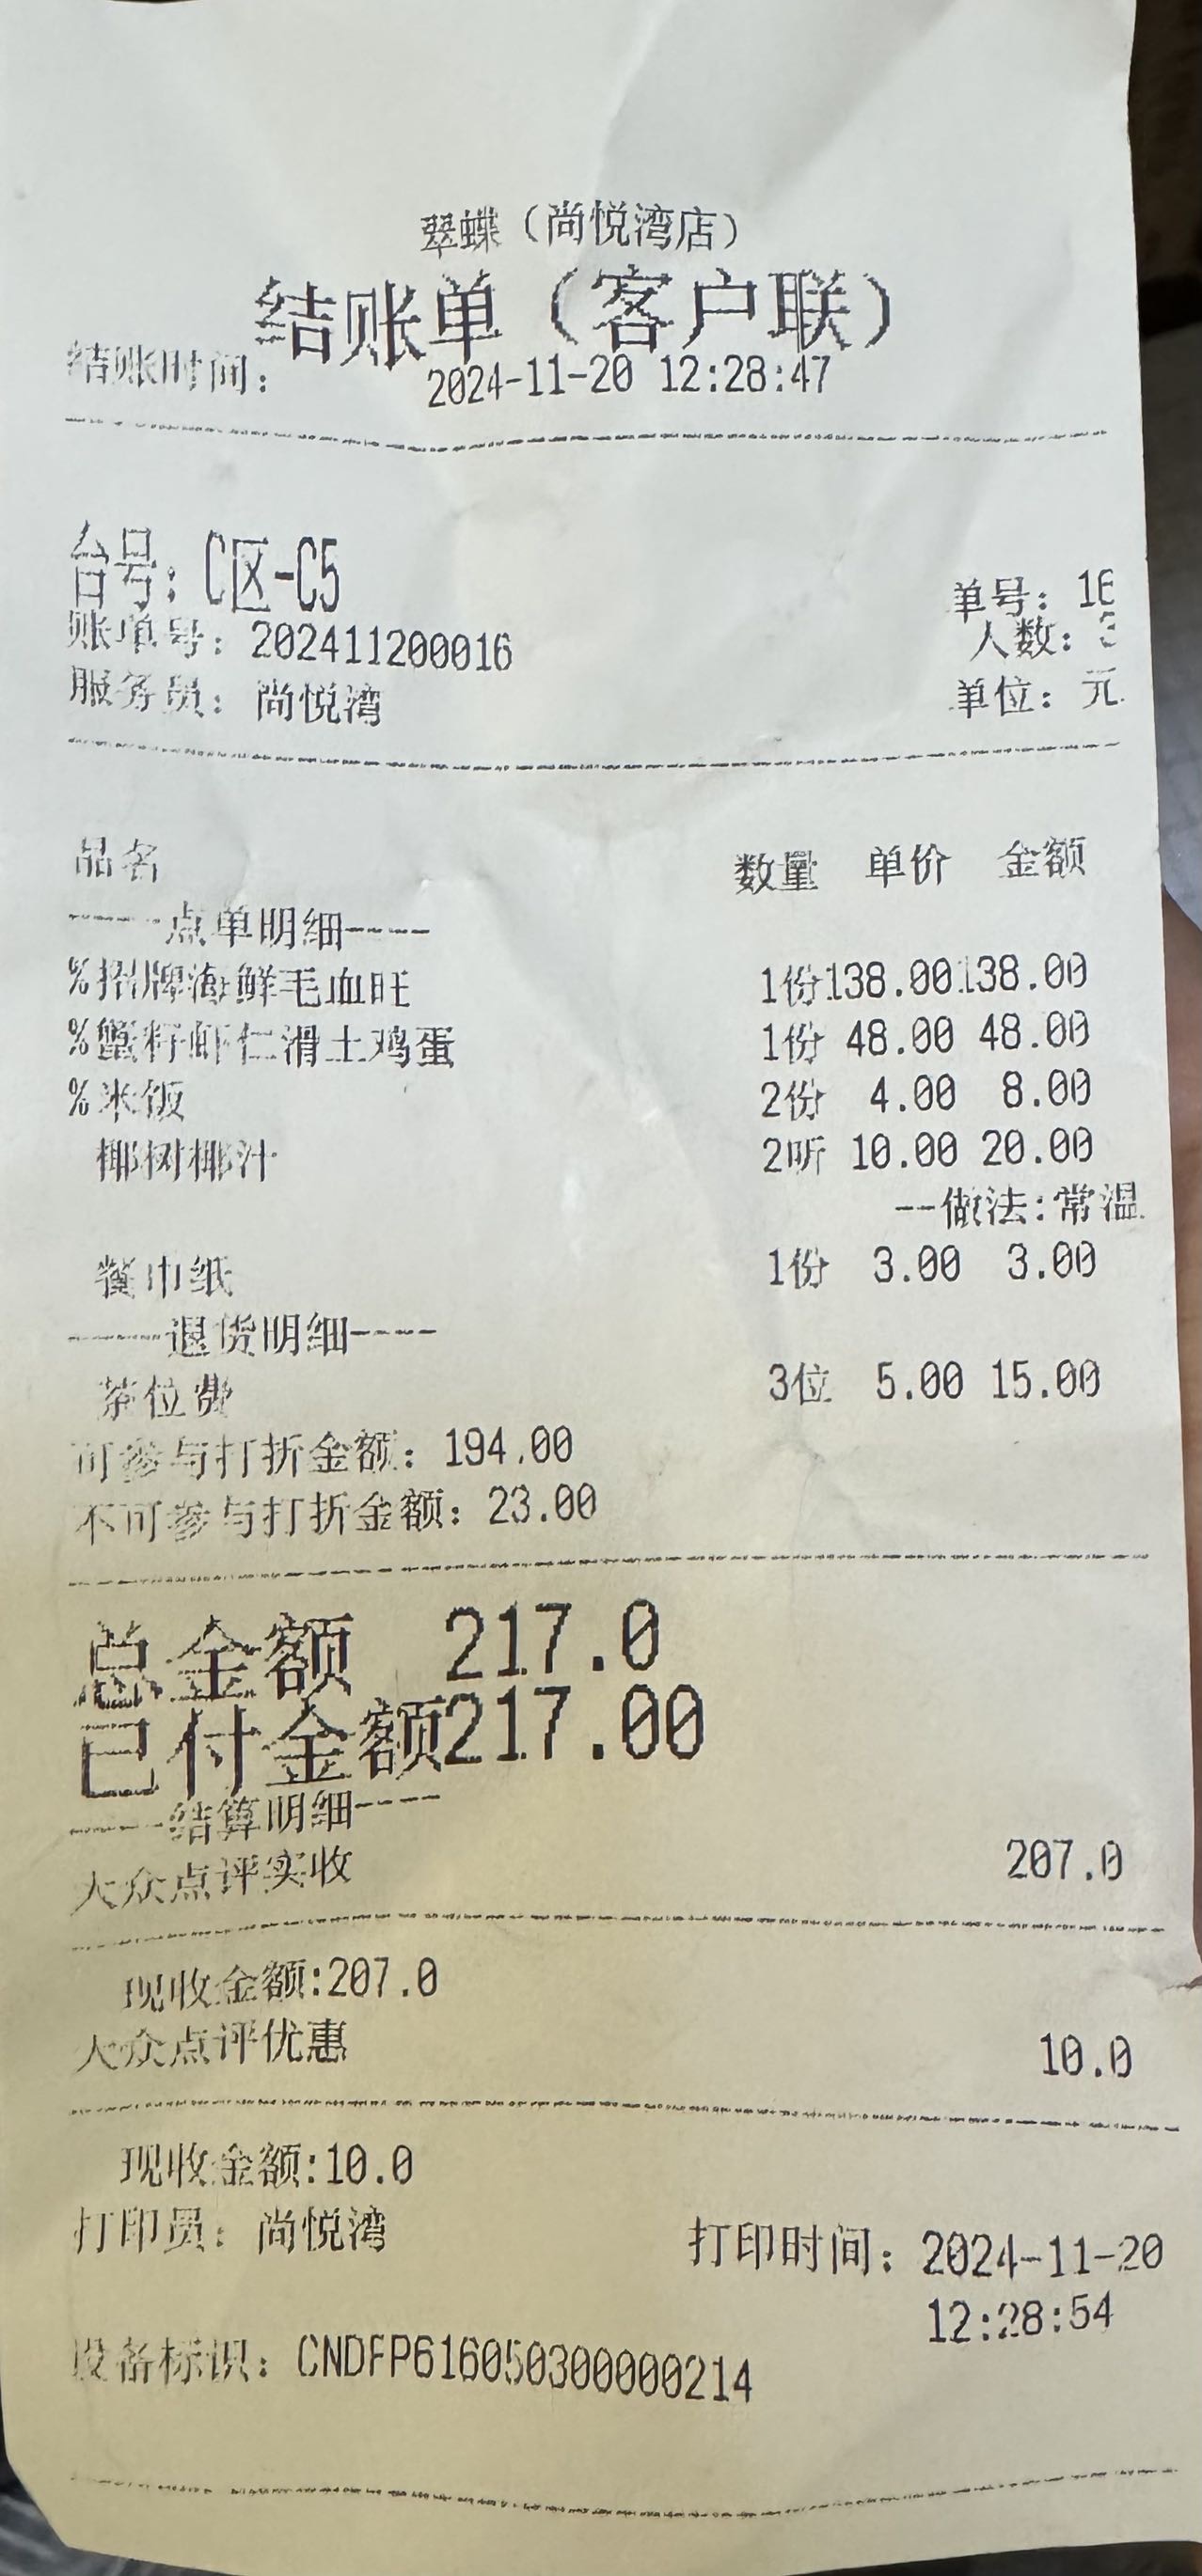 翠蝶（尚悦湾店）
结账单（客户联）
结账时间： 2024-11-20 12:28:47
台号：C区-C5
单号：16
账单号：202411200016
人数：3
服务员：尚悦湾
单位：元
品名 数量 单价 金额
----点单明细----
%招牌海鲜毛血旺 1份138.00138.00
%蟹籽虾仁滑土鸡蛋 1份 48.00 48.00
%米饭 2份 4.00 8.00
椰树椰汁 2听 10.00 20.00
--做法:常温
餐巾纸 1份 3.00 3.00
----退货明细----
茶位费 3位 5.00 15.00
可参与打折金额：194.00
不可参与打折金额：23.00
总金额 217.0
已付金额217.00
----结算明细----
大众点评实收 207.0
现收金额:207.0
大众点评优惠 10.0
现收金额:10.0
打印员：尚悦湾 打印时间：2024-11-20
12:28:54
设备标识：CNDFP616050300000214